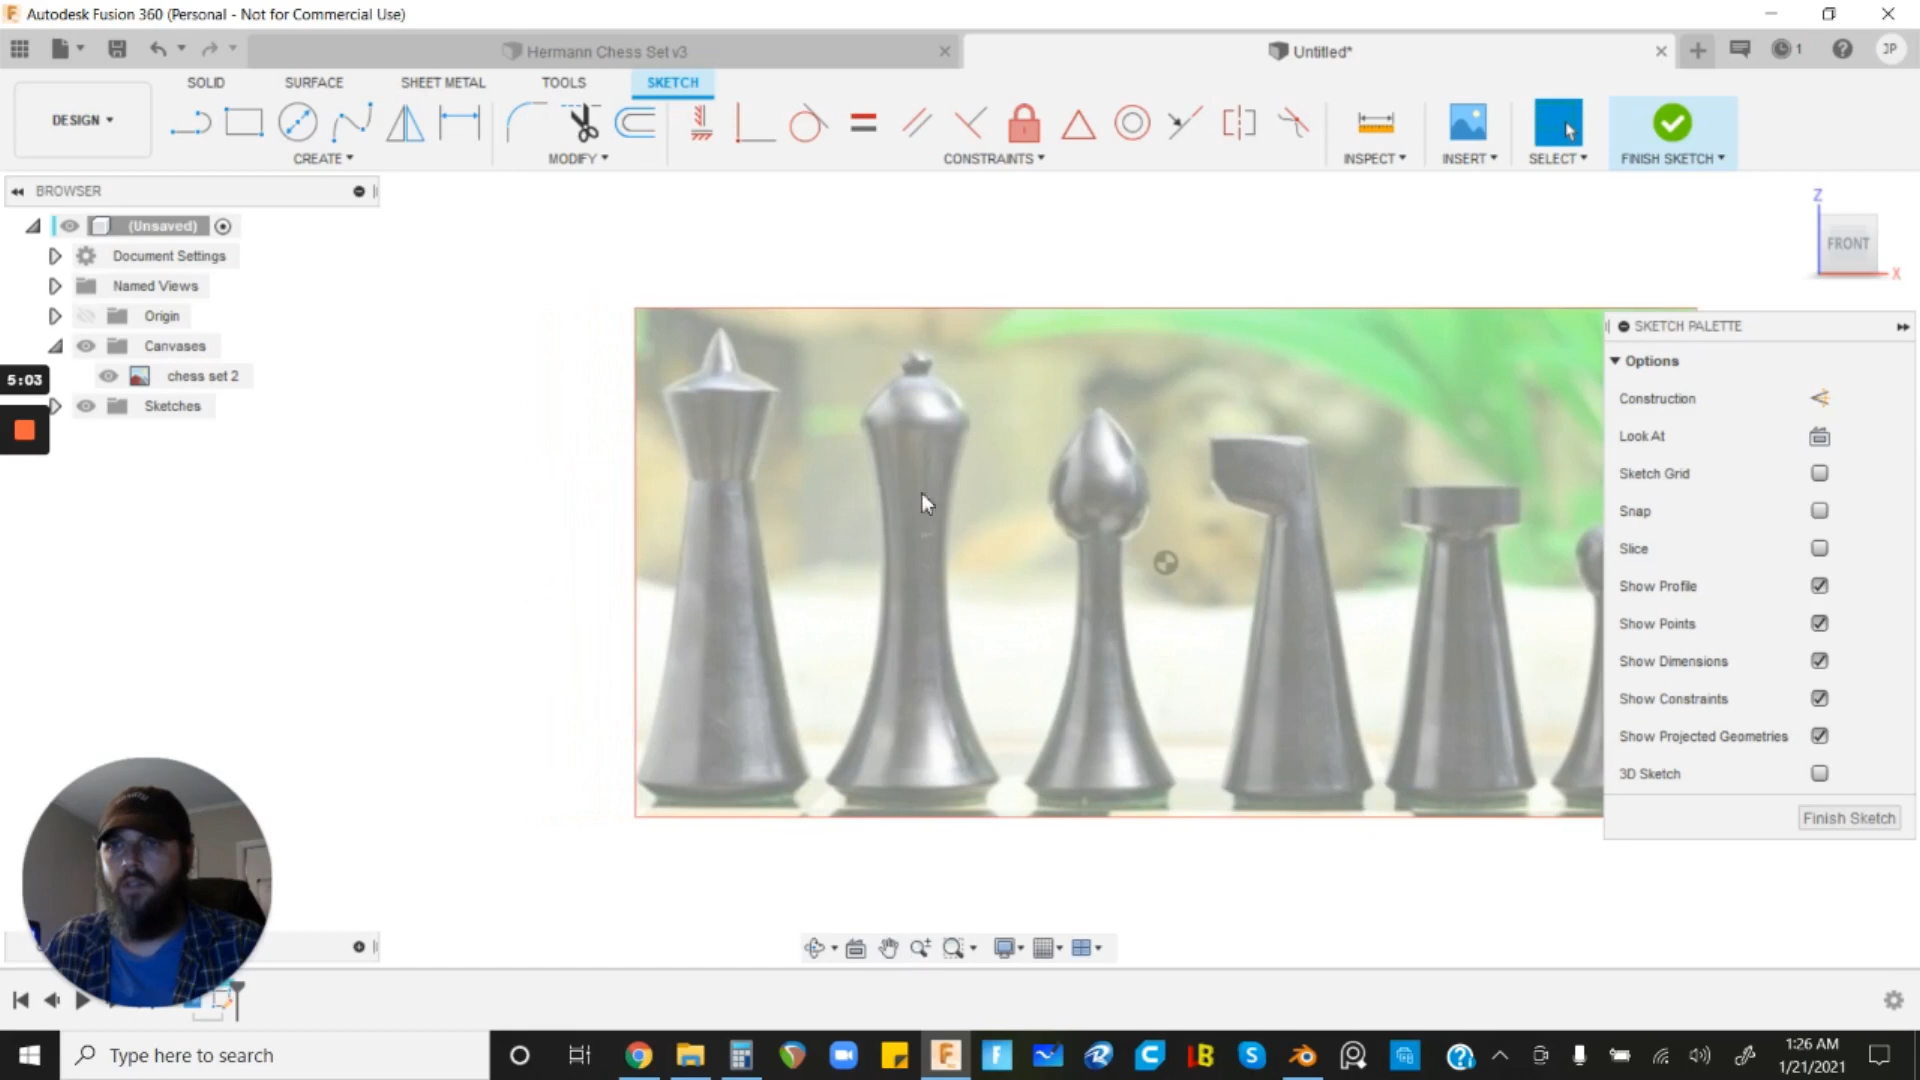 Autodesk Fusion 360 (Personal - Not for Commercial Use)
Hermann Chess Set v3
Untitled*
1
JP
SOLID
SURFACE
SHEET METAL
TOOLS
SKETCH
DESIGN
CREATE
MODIFY
CONSTRAINTS
INSPECT
INSERT
SELECT
FINISH SKETCH
BROWSER
(Unsaved)
Document Settings
Named Views
Origin
Canvases
chess set 2
Sketches
5:03
Z
FRONT
X
SKETCH PALETTE
Options
Construction
Look At
Sketch Grid
Snap
Slice
Show Profile
Show Points
Show Dimensions
Show Constraints
Show Projected Geometries
3D Sketch
Finish Sketch
Type here to search
1:26 AM
1/21/2021